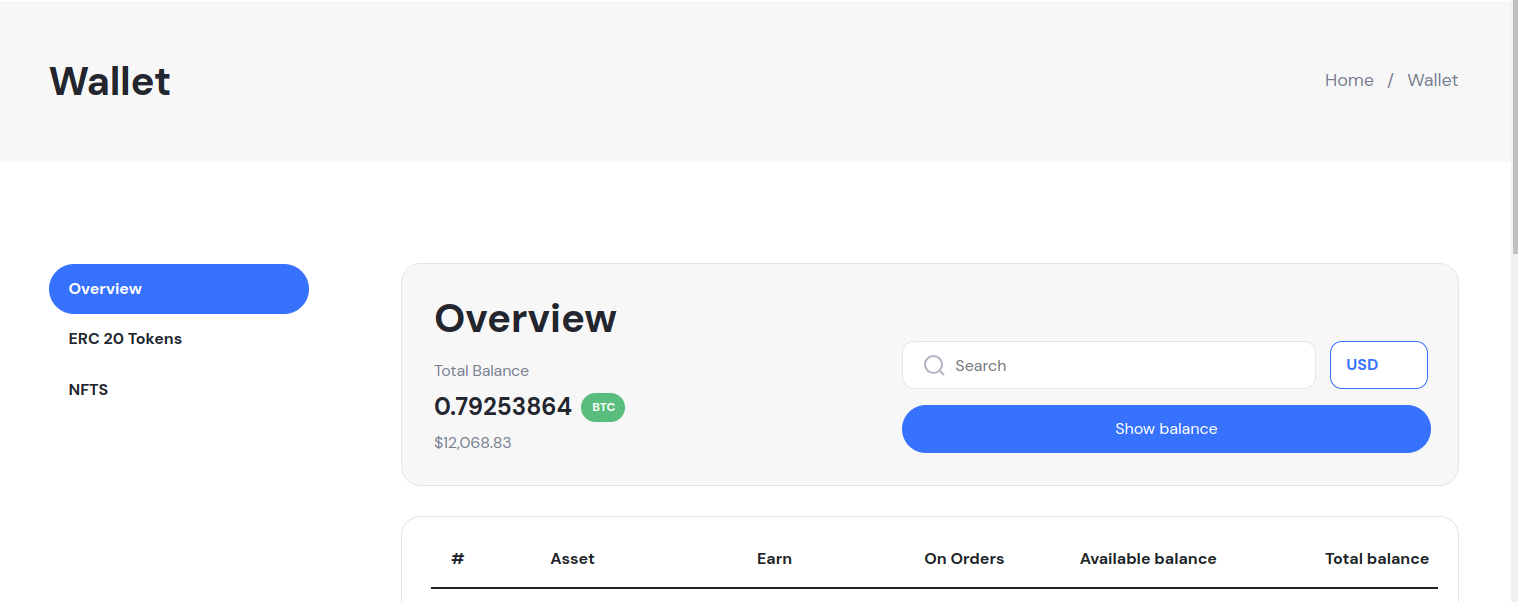 Wallet
Home / Wallet
Overview
ERC 20 Tokens
NFTS
Overview
Total Balance
0.79253864 BTC
$12,068.83
Search
USD
Show balance
# Asset Earn On Orders Available balance Total balance